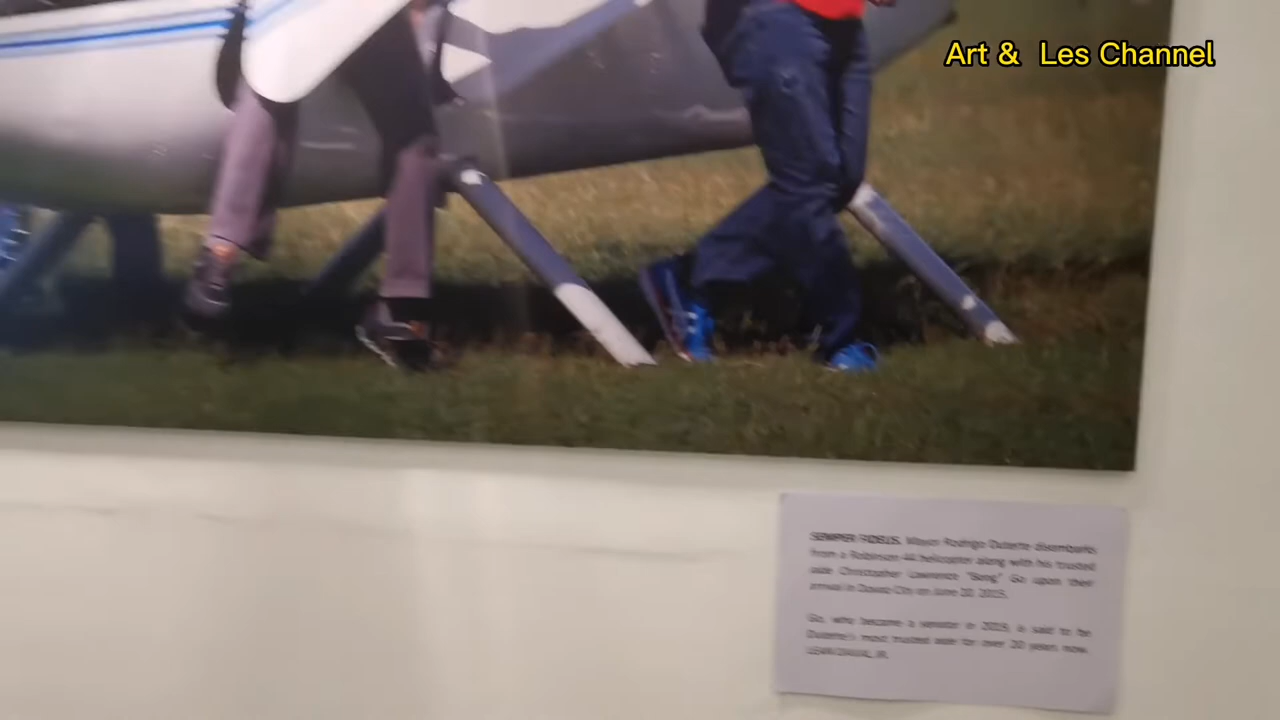 Art & Les Channel
SEMPER FIDELIS. Mayor Rodrigo Duterte disembarks
from a Robinson 44 helicopter along with his trusted
aide Christopher Lawrence "Bong" Go upon their
arrival in Davao City on June 20, 2015.
Go, who became a senator in 2019, is said to be
Duterte's most trusted aide for over 20 years now.